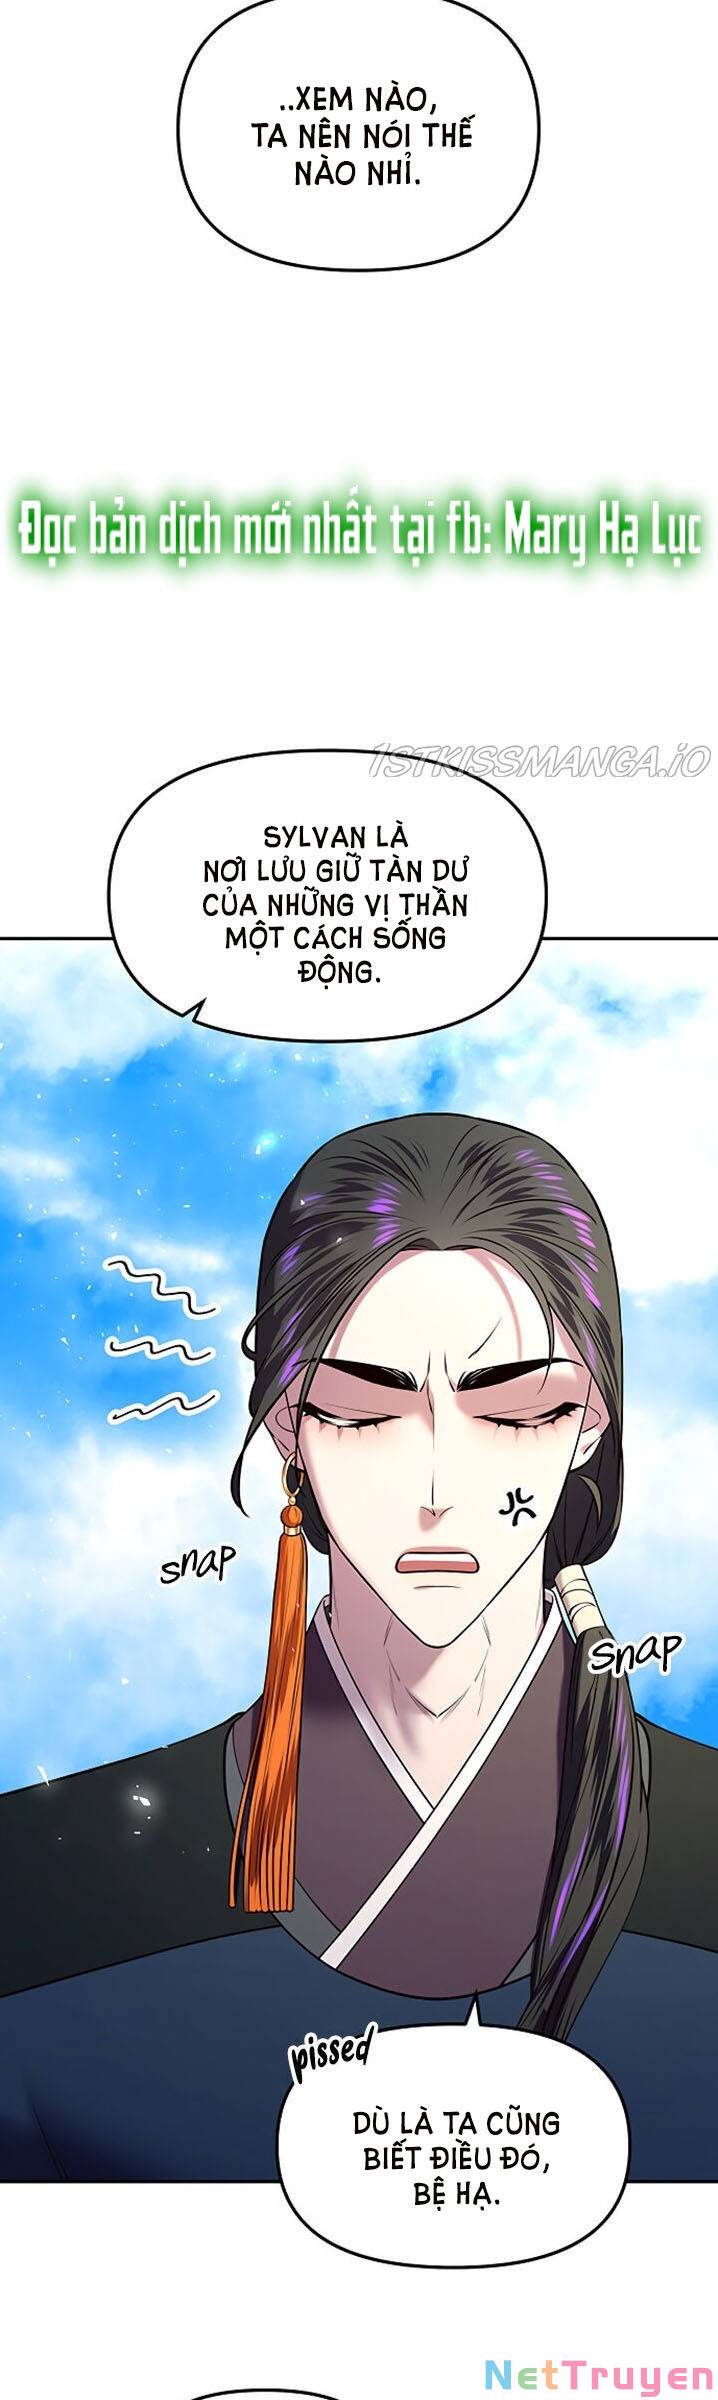 ..XEM NÀO,
TA NÊN NÓI THẾ
NÀO NHỈ.
Đọc bản dịch mới nhất tại fb: Mary Hạ Lục
1STKISSMANGA.iO
SYLVAN LÀ
NƠI LƯU GIỮ TÀN DƯ
CỦA NHỮNG VỊ THẦN
MỘT CÁCH SỐNG
ĐỘNG.
snap
snap
pissed
DÙ LÀ TA CŨNG
BIẾT ĐIỀU ĐÓ,
BỆ HẠ.
NetTruyen